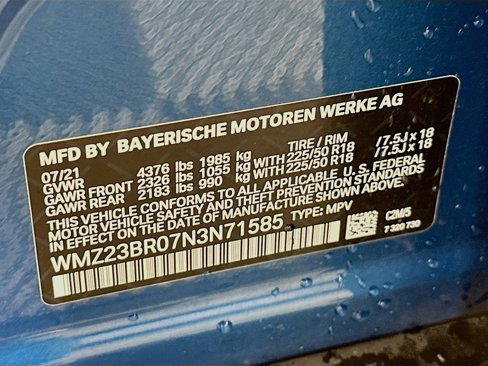 MFD BY BAYERISCHE MOTOREN WERKE AG
07/21 TIRE / RIM
GVWR 4376 lbs 1985 kg
GAWR FRONT 2326 lbs 1055 kg WITH 225/50 R18 /7.5J x 18
GAWR REAR 2183 lbs 990 kg WITH 225/50 R18 /7.5J x 18
THIS VEHICLE CONFORMS TO ALL APPLICABLE U. S. FEDERAL
MOTOR VEHICLE SAFETY AND THEFT PREVENTION STANDARDS
IN EFFECT ON THE DATE OF MANUFACTURE SHOWN ABOVE.
WMZ23BR07N3N71585 TYPE: MPV
C2M/5
7 320 730